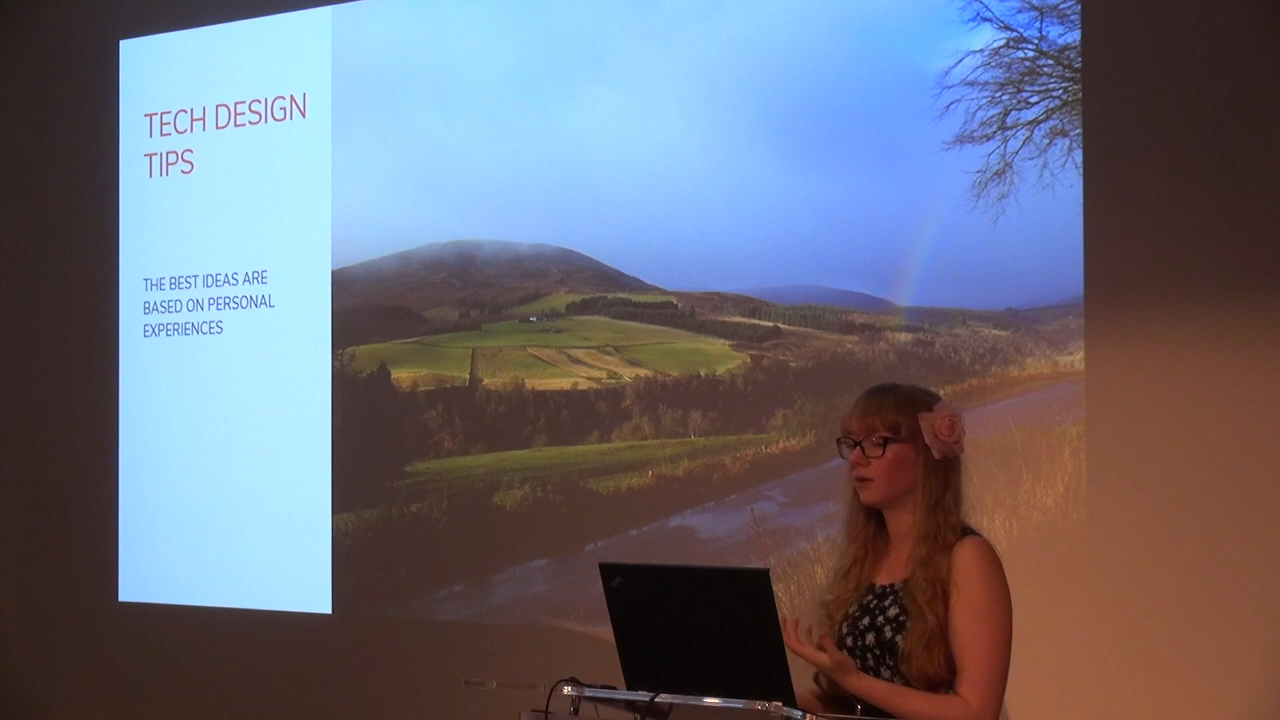 TECH DESIGN
TIPS
THE BEST IDEAS ARE
BASED ON PERSONAL
EXPERIENCES